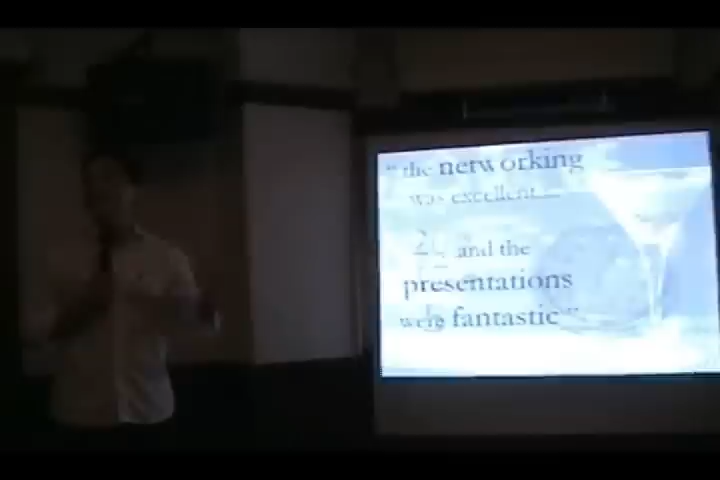 " the networking
was excellent....
and the
presentations
were fantastic "